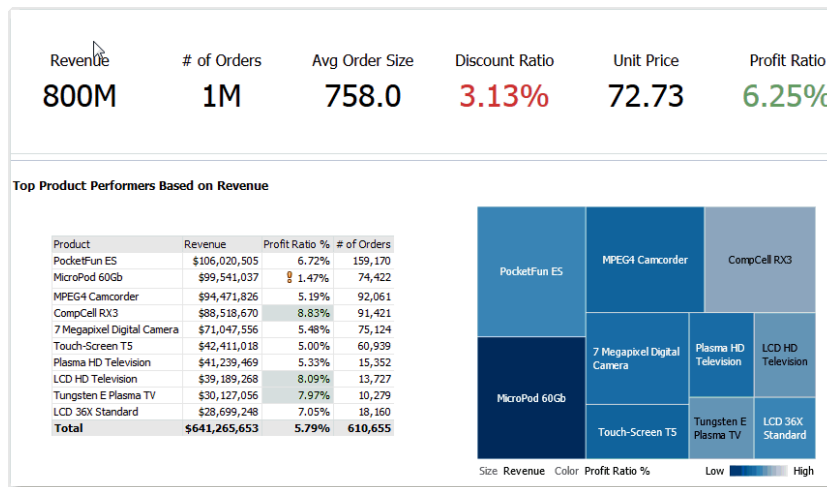 Revenue # of Orders Avg Order Size Discount Ratio Unit Price Profit Ratio
800M 1M 758.0 3.13% 72.73 6.25%
Top Product Performers Based on Revenue
Product Revenue Profit Ratio % # of Orders
PocketFun ES $106,020,505 6.72% 159,170
MicroPod 60Gb $99,541,037 1.47% 74,422
MPEG4 Camcorder $94,471,826 5.19% 92,061
CompCell RX3 $88,518,670 8.83% 91,421
7 Megapixel Digital Camera $71,047,556 5.48% 75,124
Touch-Screen T5 $42,411,018 5.00% 60,939
Plasma HD Television $41,239,469 5.33% 15,352
LCD HD Television $39,189,268 8.09% 13,727
Tungsten E Plasma TV $30,127,056 7.97% 10,279
LCD 36X Standard $28,699,248 7.05% 18,160
Total $641,265,653 5.79% 610,655
PocketFun ES
MPEG4 Camcorder
CompCell RX3
MicroPod 60Gb
7 Megapixel Digital
Camera
Plasma HD
Television
LCD HD
Television
Touch-Screen T5
Tungsten E
Plasma TV
LCD 36X
Standard
Size Revenue Color Profit Ratio % Low High